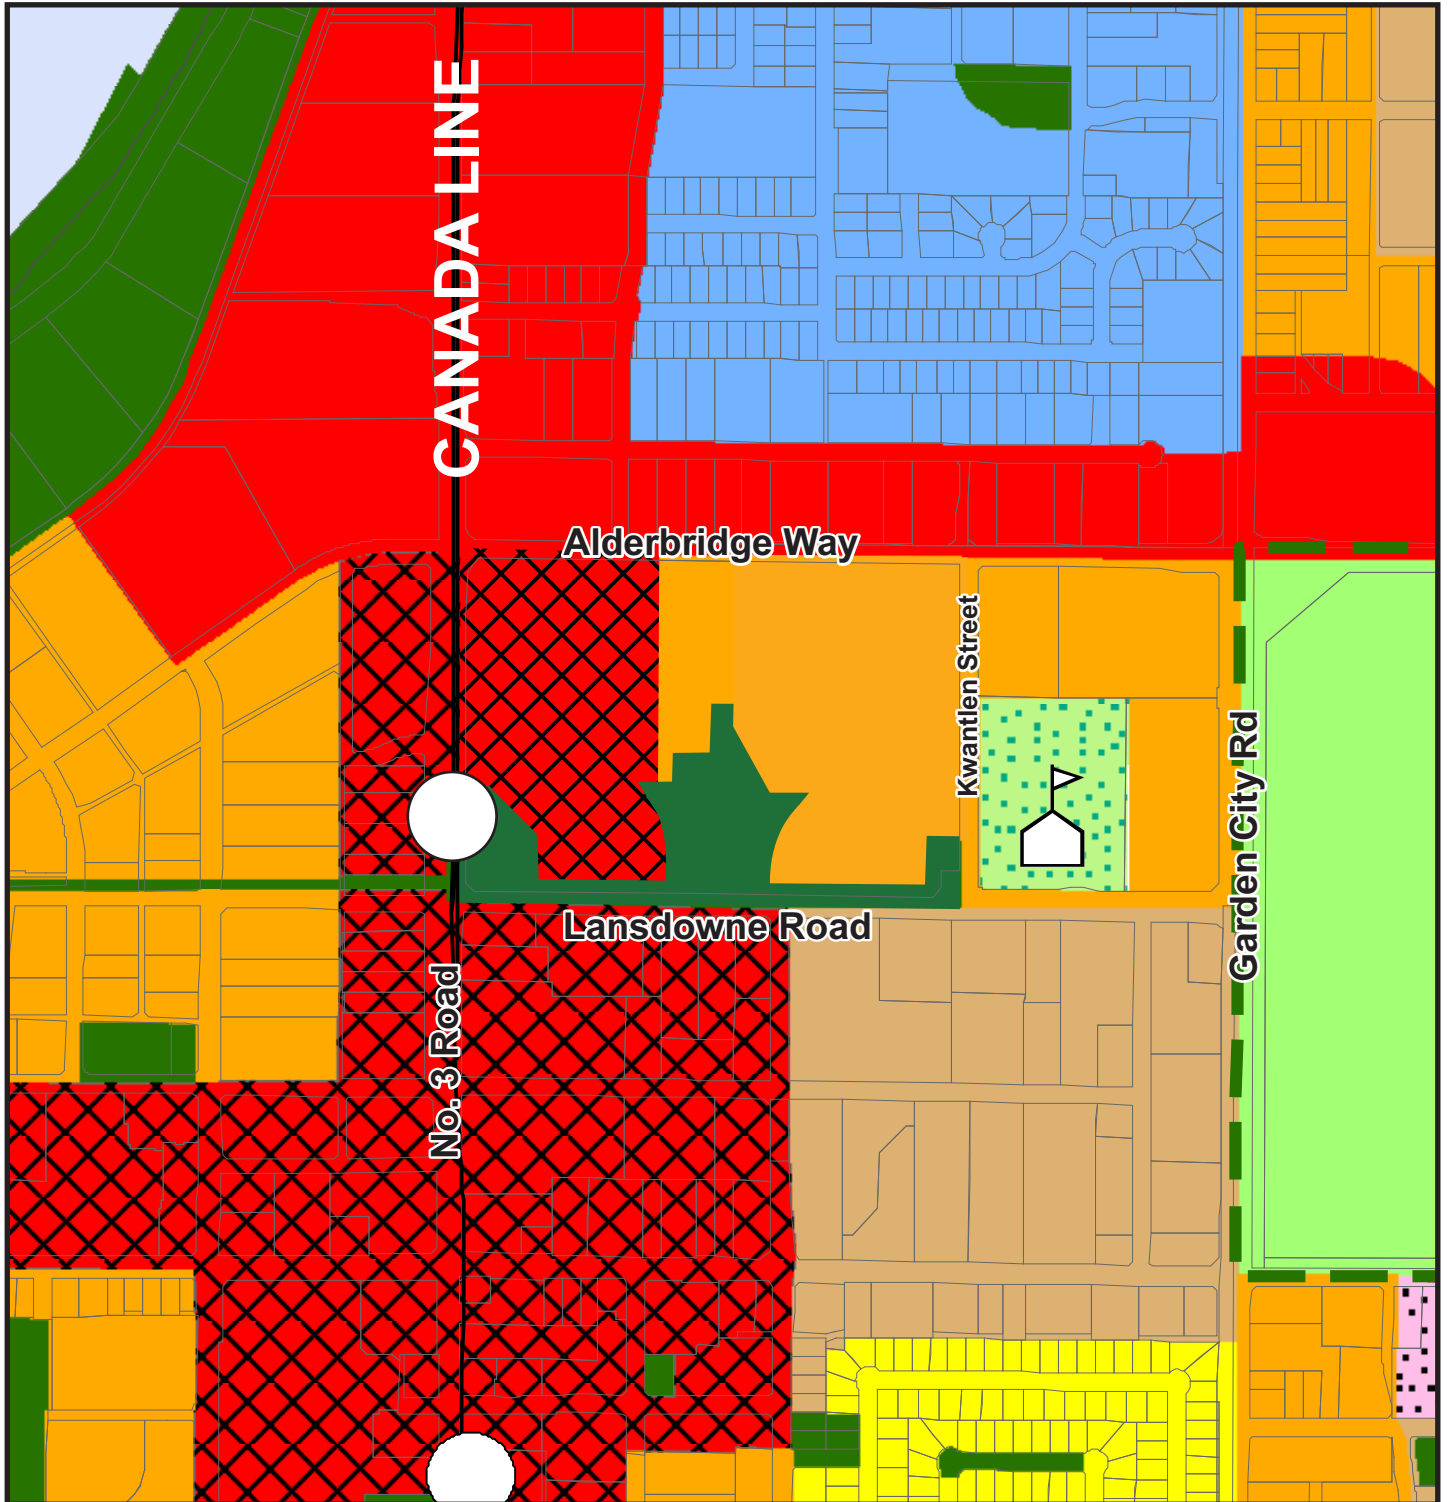 CANADA LINE
Alderbridge Way
Kwantlen Street
Garden City Rd
Lansdowne Road
No. 3 Road